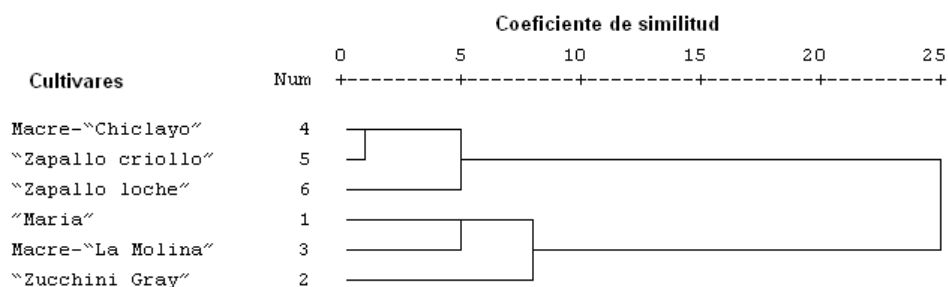 Coeficiente de similitud
0 5 10 15 20 25
Cultivares Num +---------+---------+---------+---------+---------+
Macre-“Chiclayo” 4
“Zapallo criollo” 5
“Zapallo loche” 6
“Maria” 1
Macre-“La Molina” 3
“Zucchini Gray” 2